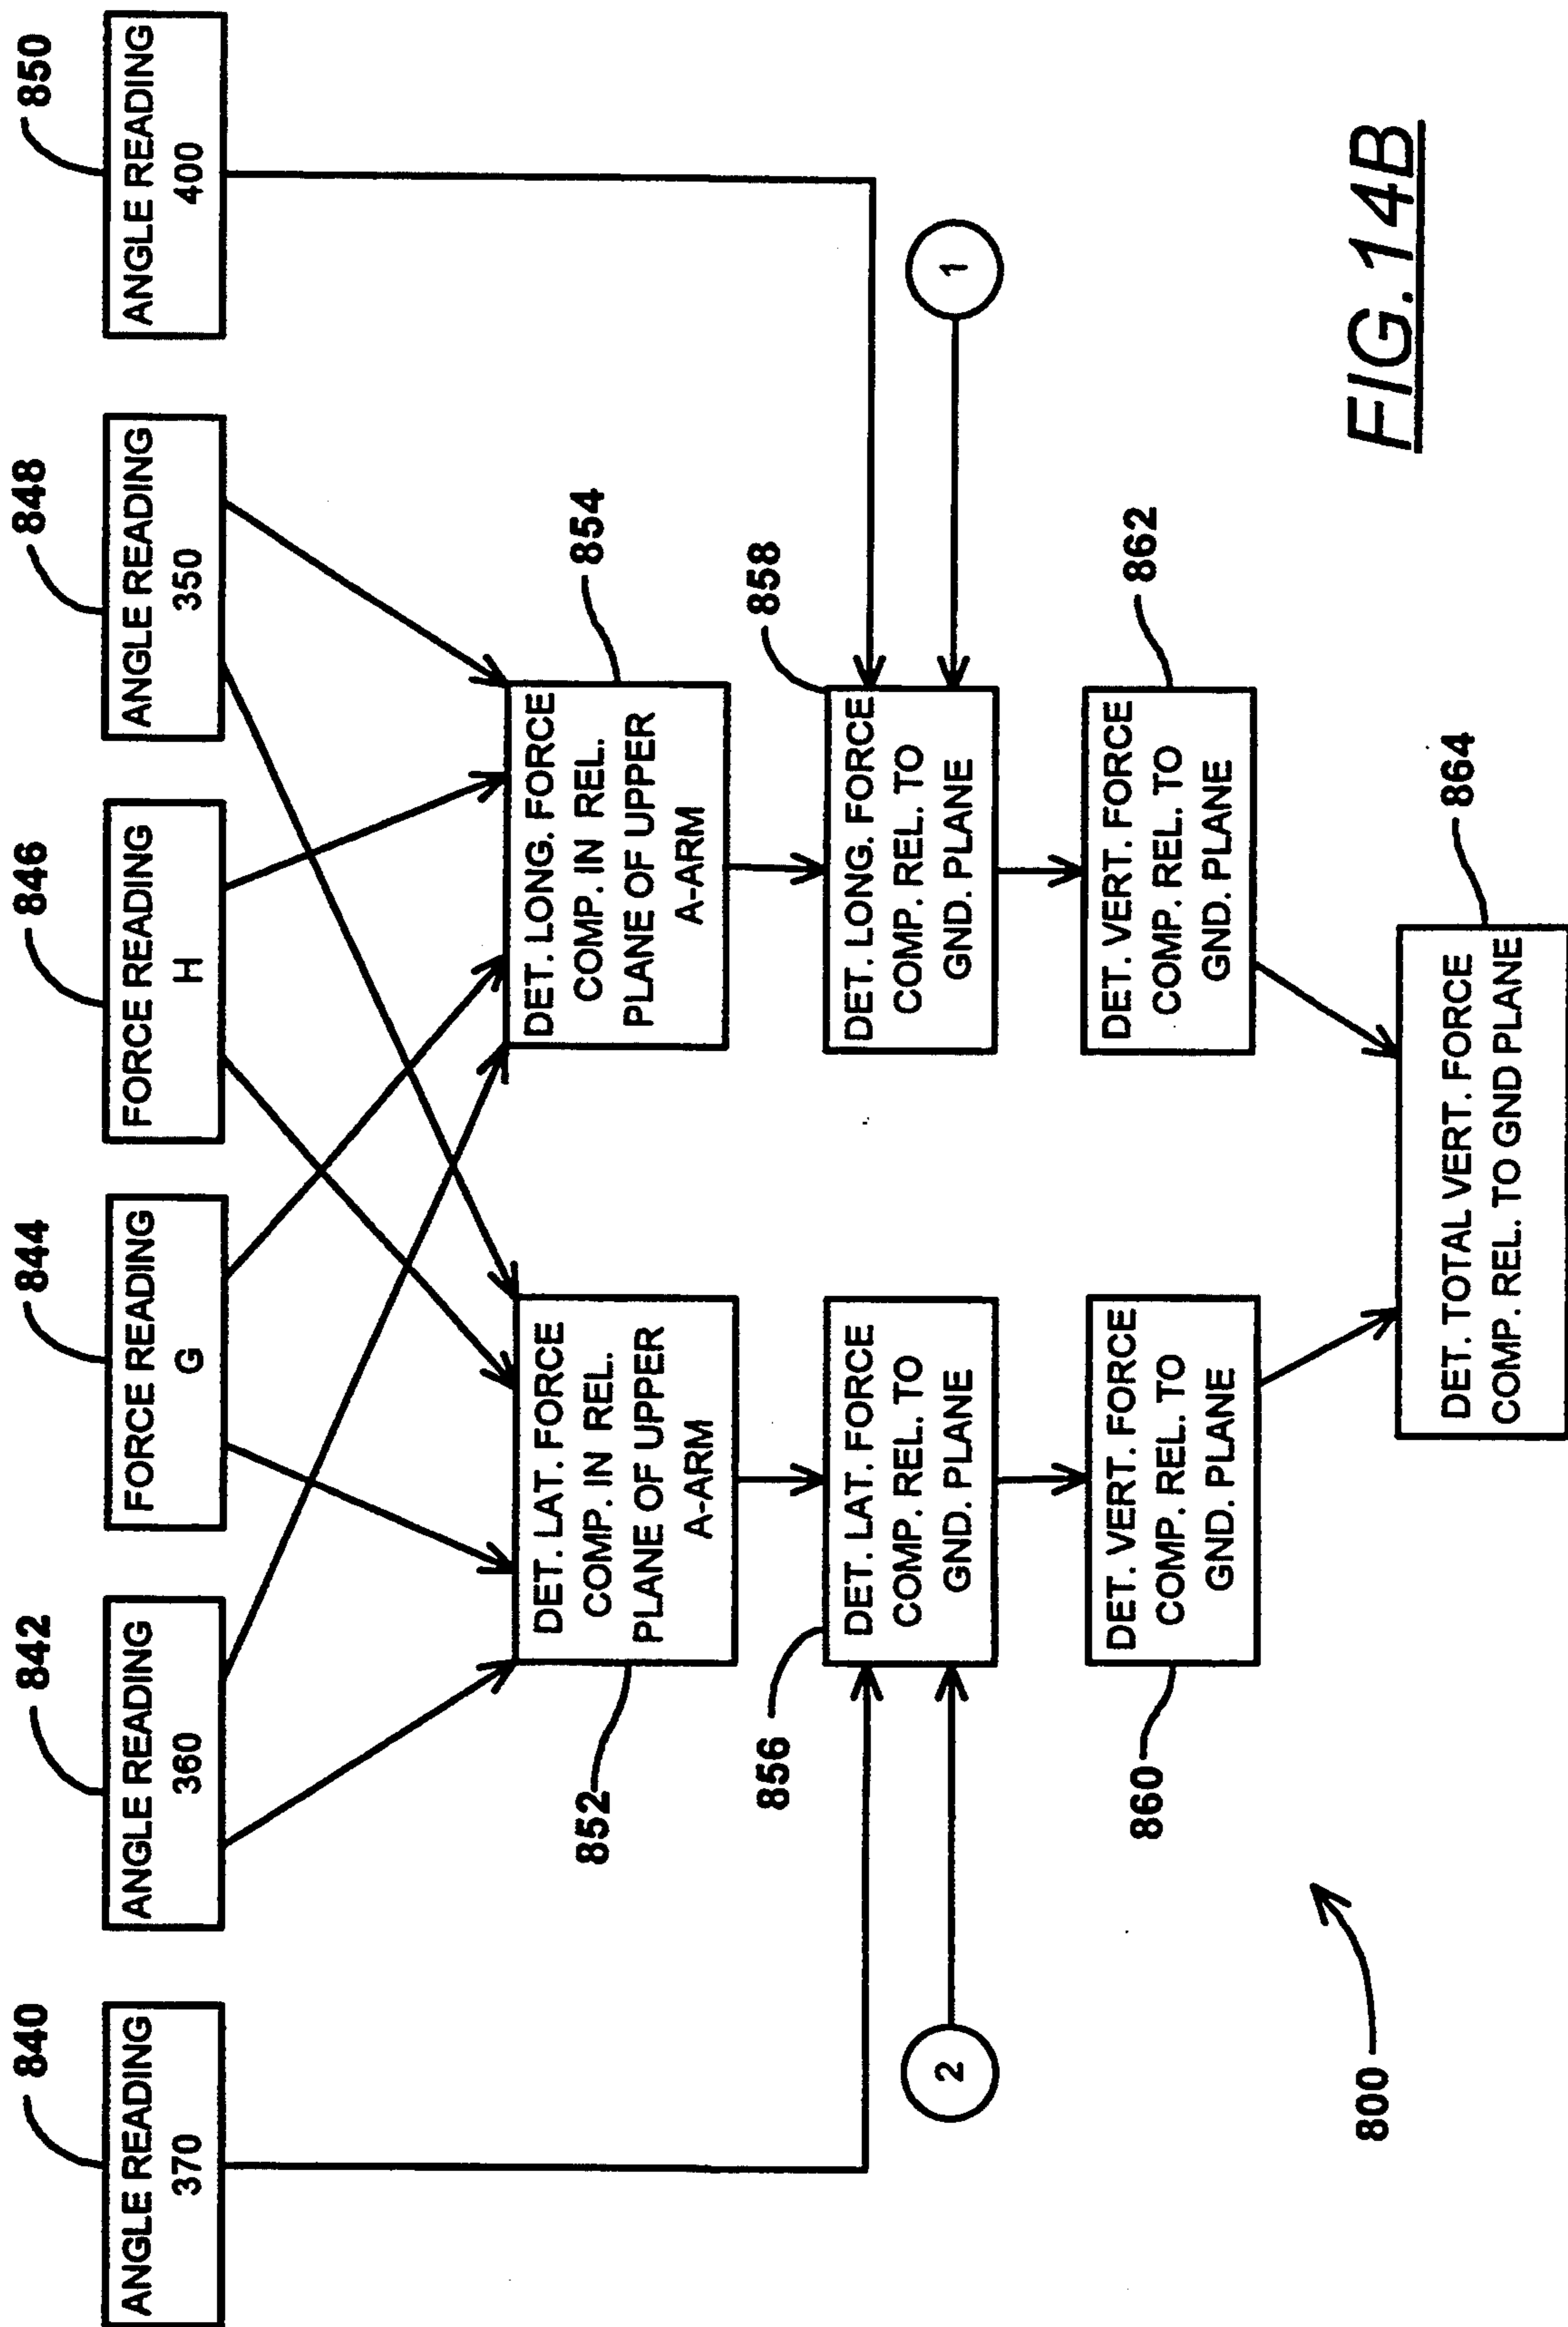 840
842
844
846
848
850
ANGLE READING
370
ANGLE READING
360
FORCE READING
G
FORCE READING
H
ANGLE READING
350
ANGLE READING
400
DET. LAT. FORCE
COMP. IN REL.
PLANE OF UPPER
A-ARM
852
DET. LONG. FORCE
COMP. IN REL.
PLANE OF UPPER
A-ARM
854
856
DET. LAT. FORCE
COMP. REL. TO
GND. PLANE
2
858
DET. LONG. FORCE
COMP. REL. TO
GND. PLANE
1
860
DET. VERT. FORCE
COMP. REL. TO
GND. PLANE
DET. VERT. FORCE
COMP. REL. TO
GND. PLANE
862
800
DET. TOTAL VERT. FORCE
COMP. REL. TO GND PLANE
864
FIG.14B